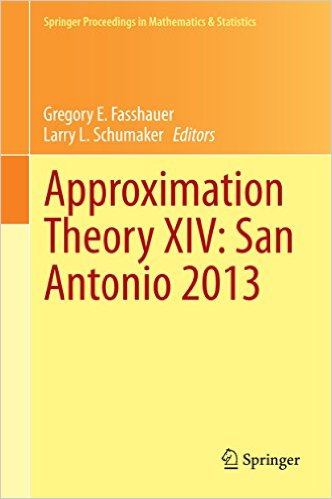 Springer Proceedings in Mathematics & Statistics
Gregory E. Fasshauer
Larry L. Schumaker Editors
Approximation
Theory XIV: San
Antonio 2013
Springer